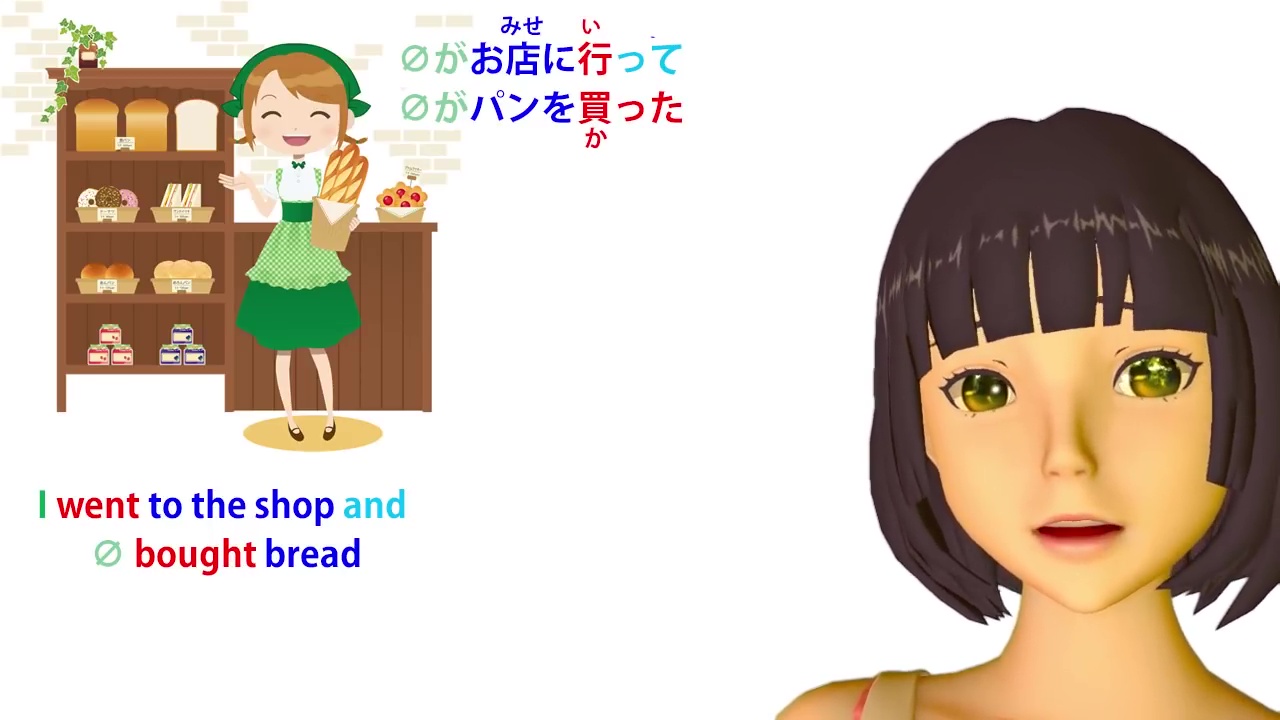 みせ い
∅がお店に行って
∅がパンを買った
か
I went to the shop and
∅ bought bread